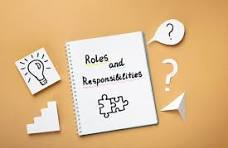 ?
Roles
and
Responsibilities
?